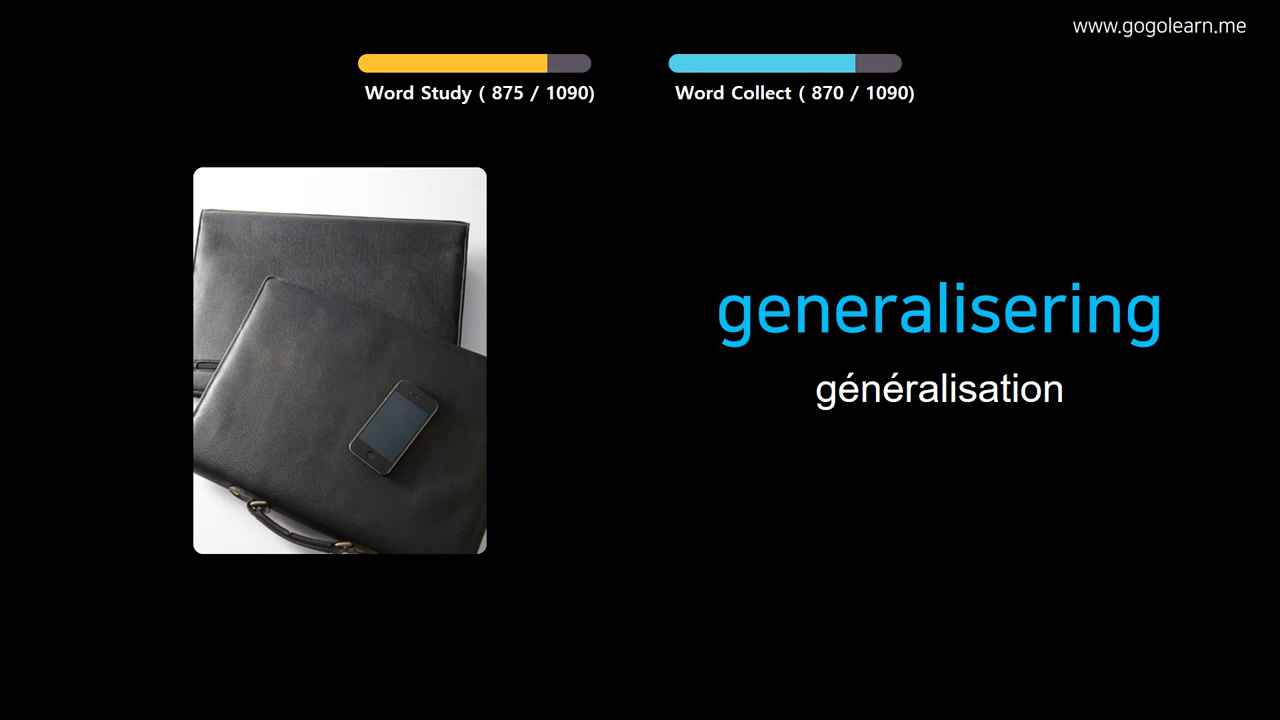 www.gogolearn.me
Word Study ( 875 / 1090)
Word Collect ( 870 / 1090)
generalisering
généralisation